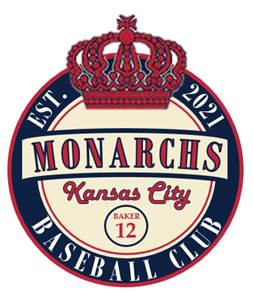 EST. 2021
MONARCHS
Kansas City
BAKER
12
BASEBALL CLUB